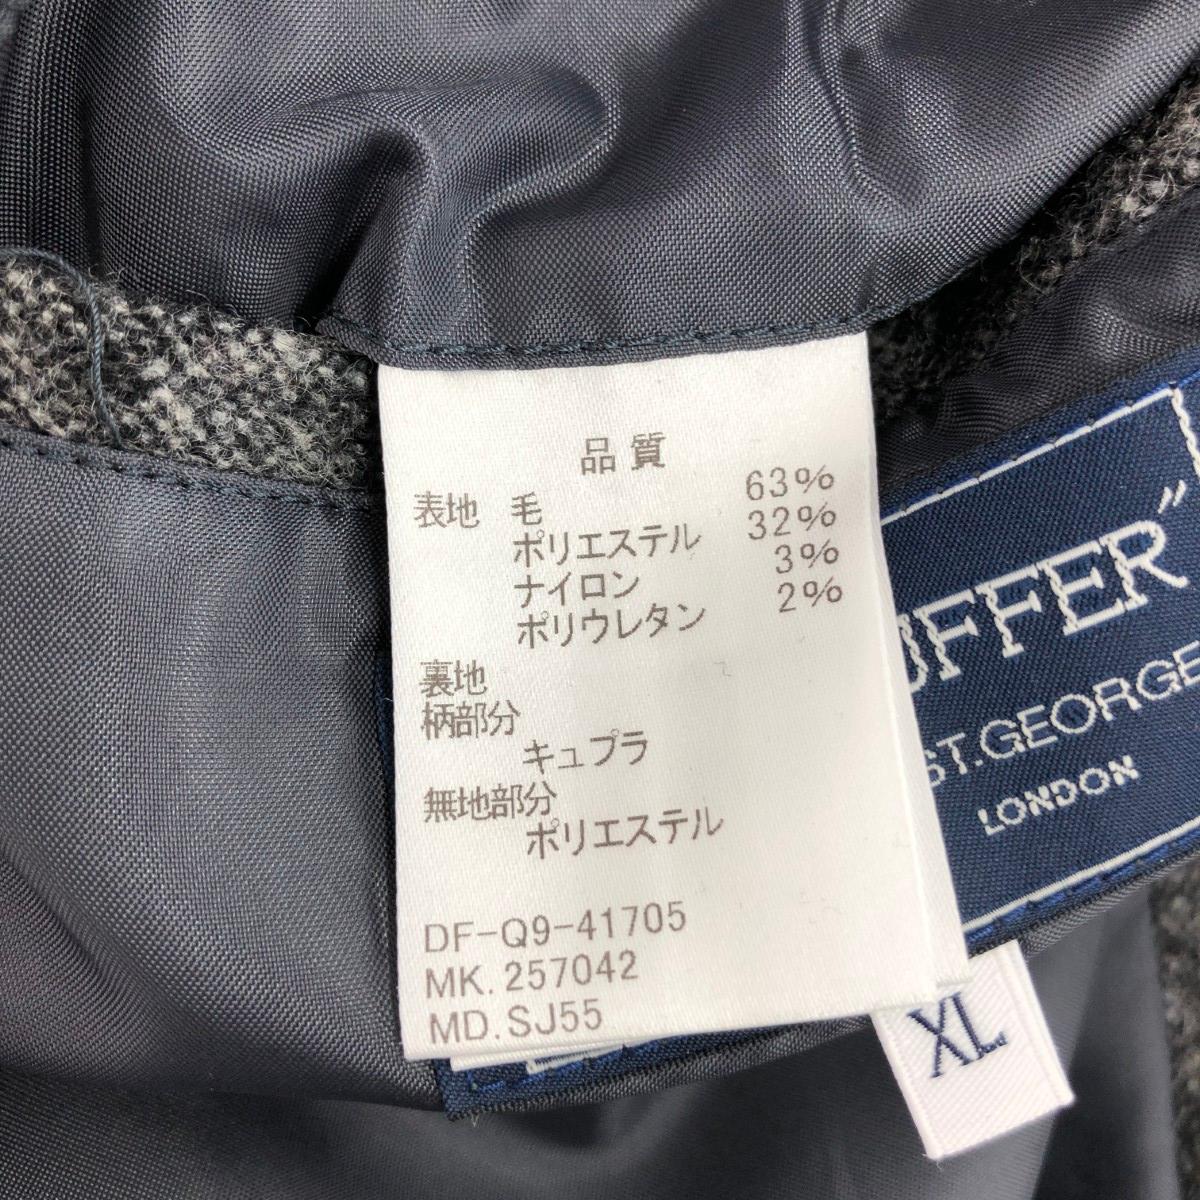 品質
表地 毛 63%
ポリエステル 32%
ナイロン 3%
ポリウレタン 2%
裏地
柄部分
キュプラ
無地部分
ポリエステル
DF-Q9-41705
MK. 257042
MD. SJ55
UFFER"
ST. GEORGE
LONDON
XL